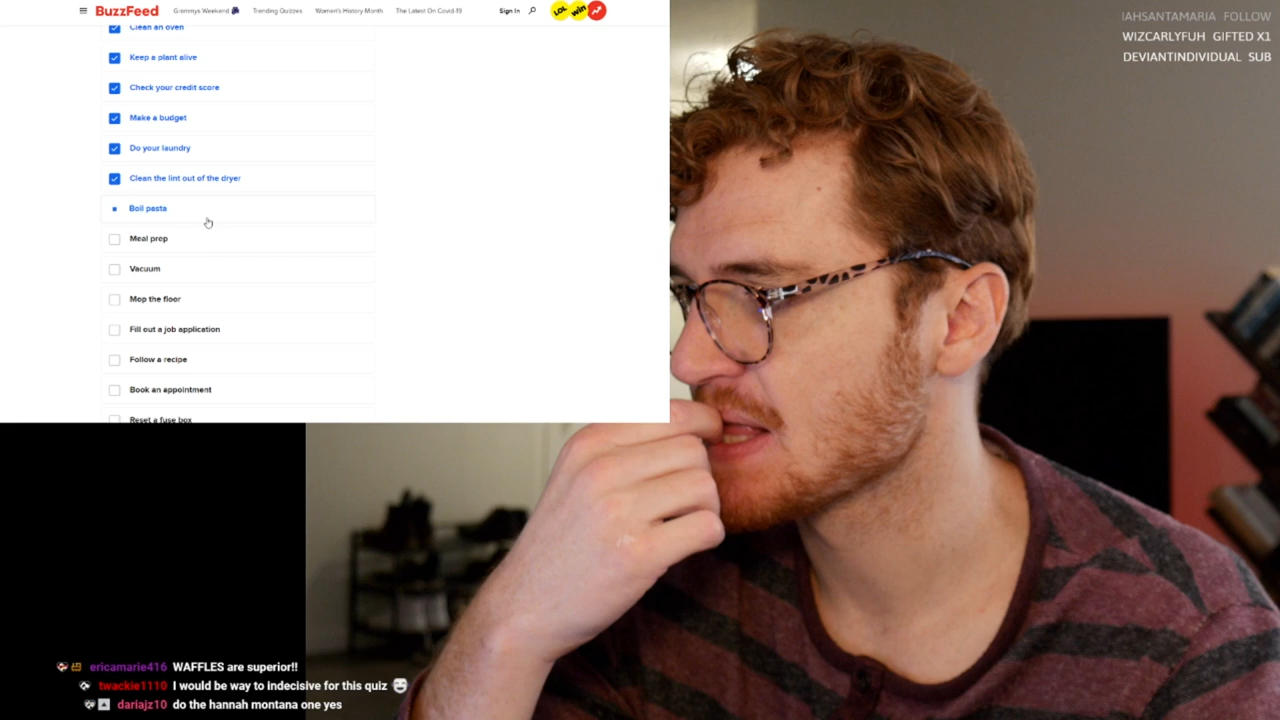 BuzzFeed
Grammys Weekend
Trending Quizzes
Women's History Month
The Latest On Covid-19
Sign In
LOL
win
Clean an oven
Keep a plant alive
Check your credit score
Make a budget
Do your laundry
Clean the lint out of the dryer
Boil pasta
Meal prep
Vacuum
Mop the floor
Fill out a job application
Follow a recipe
Book an appointment
Reset a fuse box
IAHSANTAMARIA FOLLOW
WIZCARLYFUH GIFTED X1
DEVIANTINDIVIDUAL SUB
ericamarie416 WAFFLES are superior!!
twackie1110 I would be way to indecisive for this quiz
dariajz10 do the hannah montana one yes